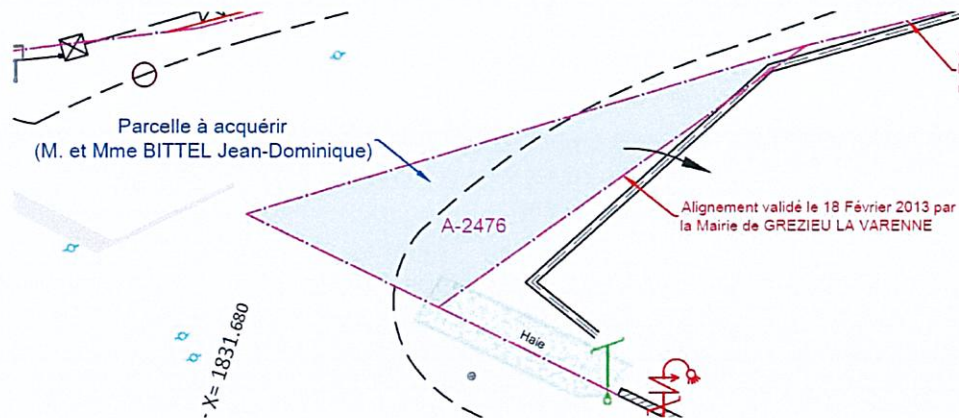 Parcelle à acquérir
(M. et Mme BITTEL Jean-Dominique)
A-2476
Alignement validé le 18 Février 2013 par
la Mairie de GREZIEU LA VARENNE
Haie
X= 1831.680